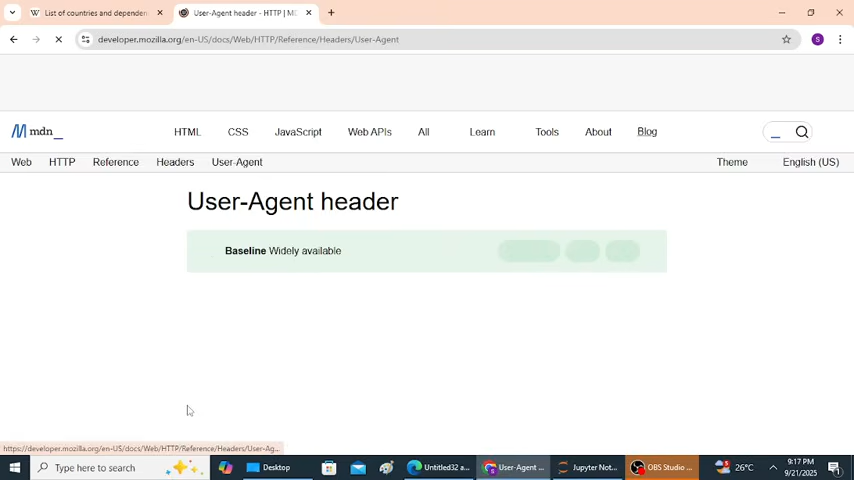 List of countries and dependen
User-Agent header - HTTP | M
developer.mozilla.org/en-US/docs/Web/HTTP/Reference/Headers/User-Agent
S
mdn_
HTML CSS JavaScript Web APIs All Learn Tools About Blog
Web HTTP Reference Headers User-Agent Theme English (US)
User-Agent header
Baseline Widely available
https://developer.mozilla.org/en-US/docs/Web/HTTP/Reference/Headers/User-Ag...
Type here to search
Desktop
Untitled32 a...
User-Agent ...
Jupyter Not...
OBS Studio ...
26°C
9:17 PM
9/21/2025